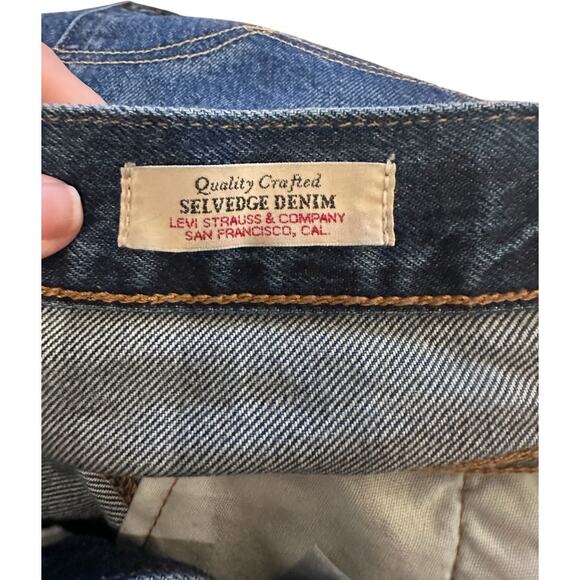 Quality Crafted
SELVEDGE DENIM
LEVI STRAUSS & COMPANY
SAN FRANCISCO, CAL.